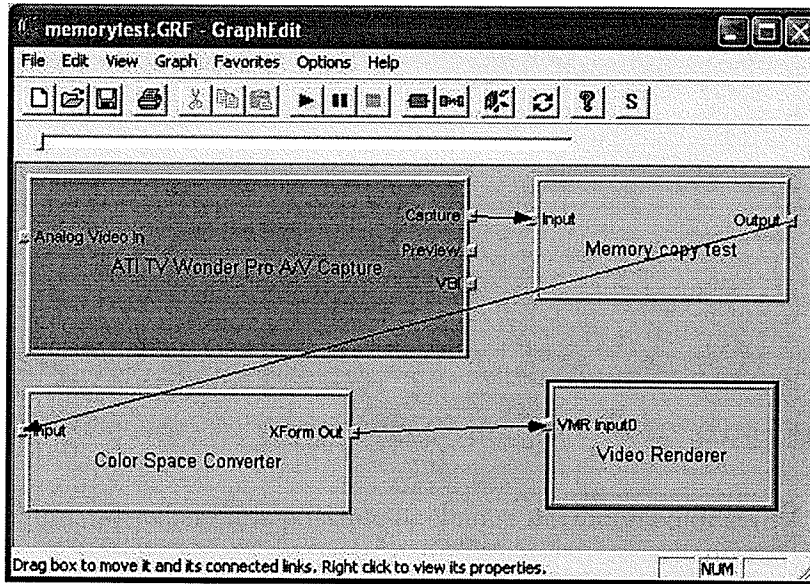 memorytest.GRF - GraphEdit
File Edit View Graph Favorites Options Help
S
Capture
Analog Video In
Preview
ATI TV Wonder Pro A/V Capture
VBI
Input
Output
Memory copy test
Input
XForm Out
Color Space Converter
VMR Input0
Video Renderer
Drag box to move it and its connected links. Right click to view its properties.
NUM